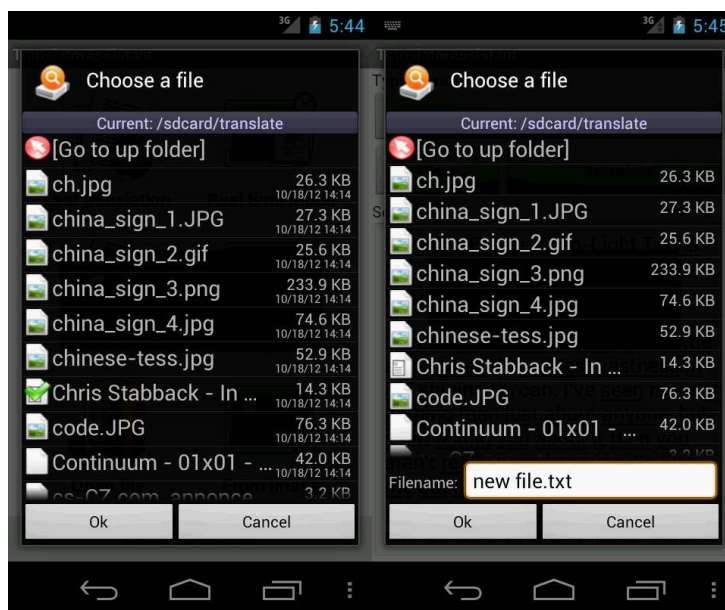 3G 5:44
TranslatorAssistant
Choose a file
Current: /sdcard/translate
[Go to up folder]
ch.jpg 26.3 KB
10/18/12 14:14
china_sign_1.JPG 27.3 KB
10/18/12 14:14
china_sign_2.gif 25.6 KB
10/18/12 14:14
china_sign_3.png 233.9 KB
10/18/12 14:14
china_sign_4.jpg 74.6 KB
10/18/12 14:14
chinese-tess.jpg 52.9 KB
10/18/12 14:14
Chris Stabback - In ... 14.3 KB
10/18/12 14:14
code.JPG 76.3 KB
10/18/12 14:14
Continuum - 01x01 - ... 42.0 KB
10/18/12 14:14
cs-CZ.com annonce 3.2 KB
Ok Cancel
3G 5:45
TranslatorAssistant
Choose a file
Current: /sdcard/translate
[Go to up folder]
ch.jpg 26.3 KB
china_sign_1.JPG 27.3 KB
china_sign_2.gif 25.6 KB
china_sign_3.png 233.9 KB
china_sign_4.jpg 74.6 KB
chinese-tess.jpg 52.9 KB
Chris Stabback - In ... 14.3 KB
code.JPG 76.3 KB
Continuum - 01x01 - ... 42.0 KB
3.2 KB
Filename: new file.txt
Ok Cancel